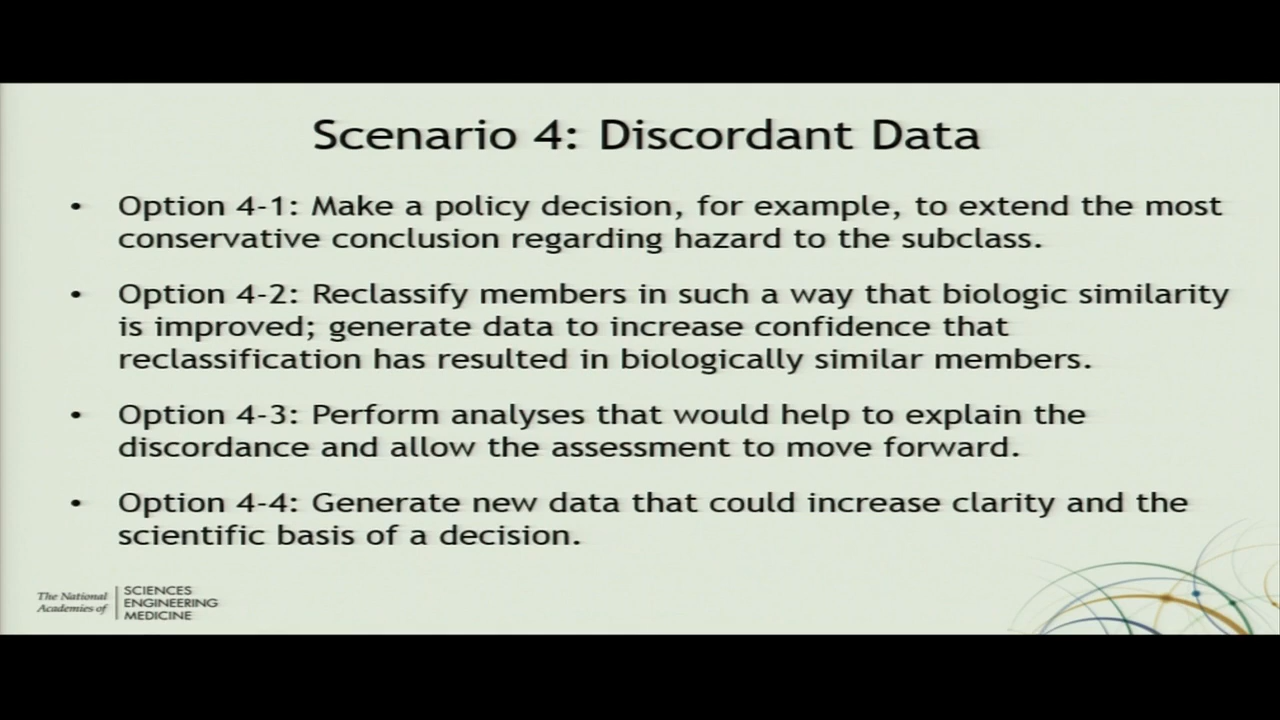 Scenario 4: Discordant Data
• Option 4-1: Make a policy decision, for example, to extend the most
conservative conclusion regarding hazard to the subclass.
• Option 4-2: Reclassify members in such a way that biologic similarity
is improved; generate data to increase confidence that
reclassification has resulted in biologically similar members.
• Option 4-3: Perform analyses that would help to explain the
discordance and allow the assessment to move forward.
• Option 4-4: Generate new data that could increase clarity and the
scientific basis of a decision.
The National
Academies of
SCIENCES
ENGINEERING
MEDICINE